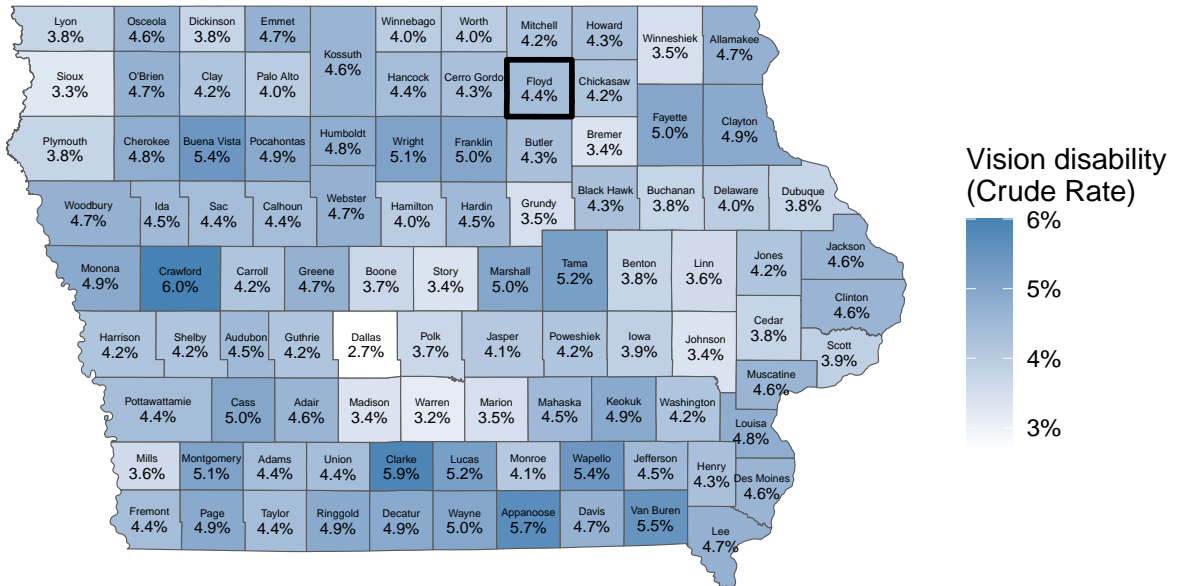 Lyon
3.8%
Osceola
4.6%
Dickinson
3.8%
Emmet
4.7%
Kossuth
4.6%
Winnebago
4.0%
Worth
4.0%
Mitchell
4.2%
Howard
4.3%
Winneshiek
3.5%
Allamakee
4.7%
Sioux
3.3%
O'Brien
4.7%
Clay
4.2%
Palo Alto
4.0%
Hancock
4.4%
Cerro Gordo
4.3%
Floyd
4.4%
Chickasaw
4.2%
Fayette
5.0%
Clayton
4.9%
Plymouth
3.8%
Cherokee
4.8%
Buena Vista
5.4%
Pocahontas
4.9%
Humboldt
4.8%
Wright
5.1%
Franklin
5.0%
Butler
4.3%
Bremer
3.4%
Woodbury
4.7%
Ida
4.5%
Sac
4.4%
Calhoun
4.4%
Webster
4.7%
Hamilton
4.0%
Hardin
4.5%
Grundy
3.5%
Black Hawk
4.3%
Buchanan
3.8%
Delaware
4.0%
Dubuque
3.8%
Monona
4.9%
Crawford
6.0%
Carroll
4.2%
Greene
4.7%
Boone
3.7%
Story
3.4%
Marshall
5.0%
Tama
5.2%
Benton
3.8%
Linn
3.6%
Jones
4.2%
Jackson
4.6%
Clinton
4.6%
Harrison
4.2%
Shelby
4.2%
Audubon
4.5%
Guthrie
4.2%
Dallas
2.7%
Polk
3.7%
Jasper
4.1%
Poweshiek
4.2%
Iowa
3.9%
Johnson
3.4%
Cedar
3.8%
Scott
3.9%
Muscatine
4.6%
Pottawattamie
4.4%
Cass
5.0%
Adair
4.6%
Madison
3.4%
Warren
3.2%
Marion
3.5%
Mahaska
4.5%
Keokuk
4.9%
Washington
4.2%
Louisa
4.8%
Mills
3.6%
Montgomery
5.1%
Adams
4.4%
Union
4.4%
Clarke
5.9%
Lucas
5.2%
Monroe
4.1%
Wapello
5.4%
Jefferson
4.5%
Henry
4.3%
Des Moines
4.6%
Fremont
4.4%
Page
4.9%
Taylor
4.4%
Ringgold
4.9%
Decatur
4.9%
Wayne
5.0%
Appanoose
5.7%
Davis
4.7%
Van Buren
5.5%
Lee
4.7%
Vision disability
(Crude Rate)
6%
5%
4%
3%